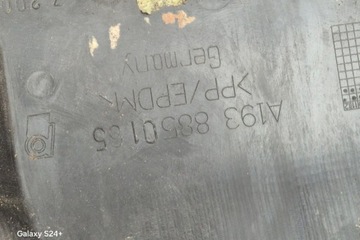 A193 8850165
>PP/EPDM<
Germany
Galaxy S24+